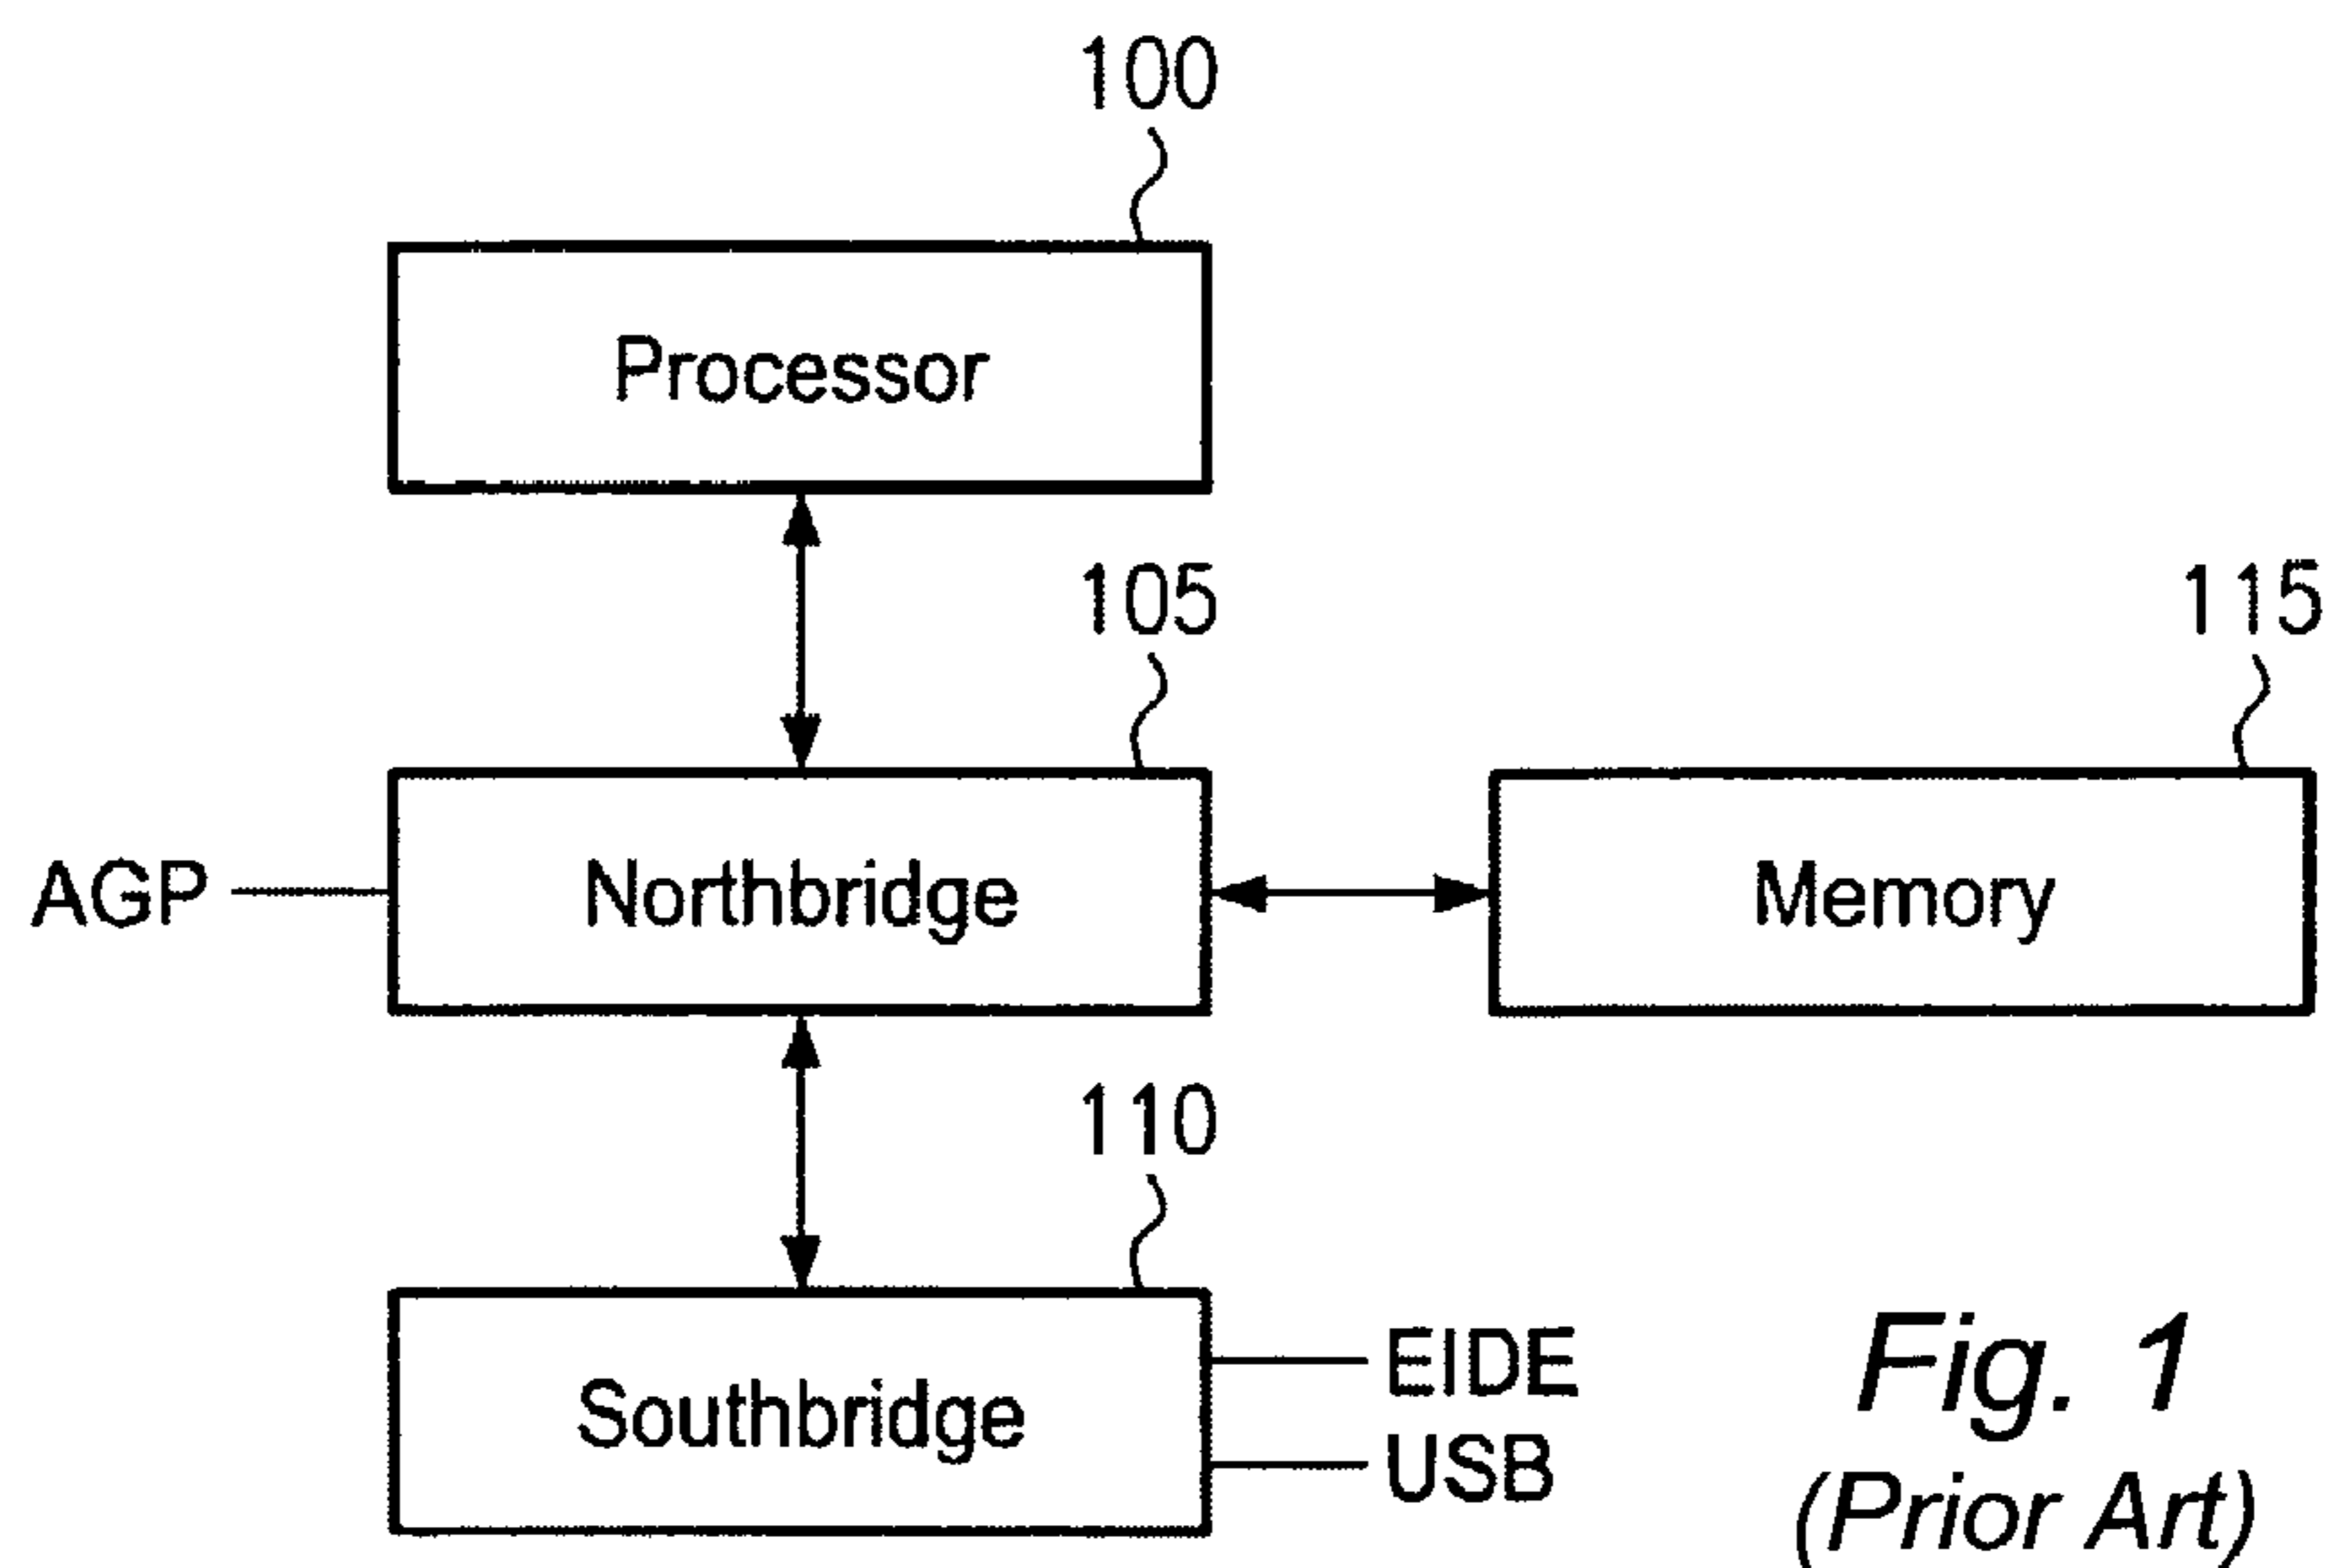 100
Processor
105
115
AGP
Northbridge
Memory
110
Southbridge
EIDE
USB
Fig. 1
(Prior Art)